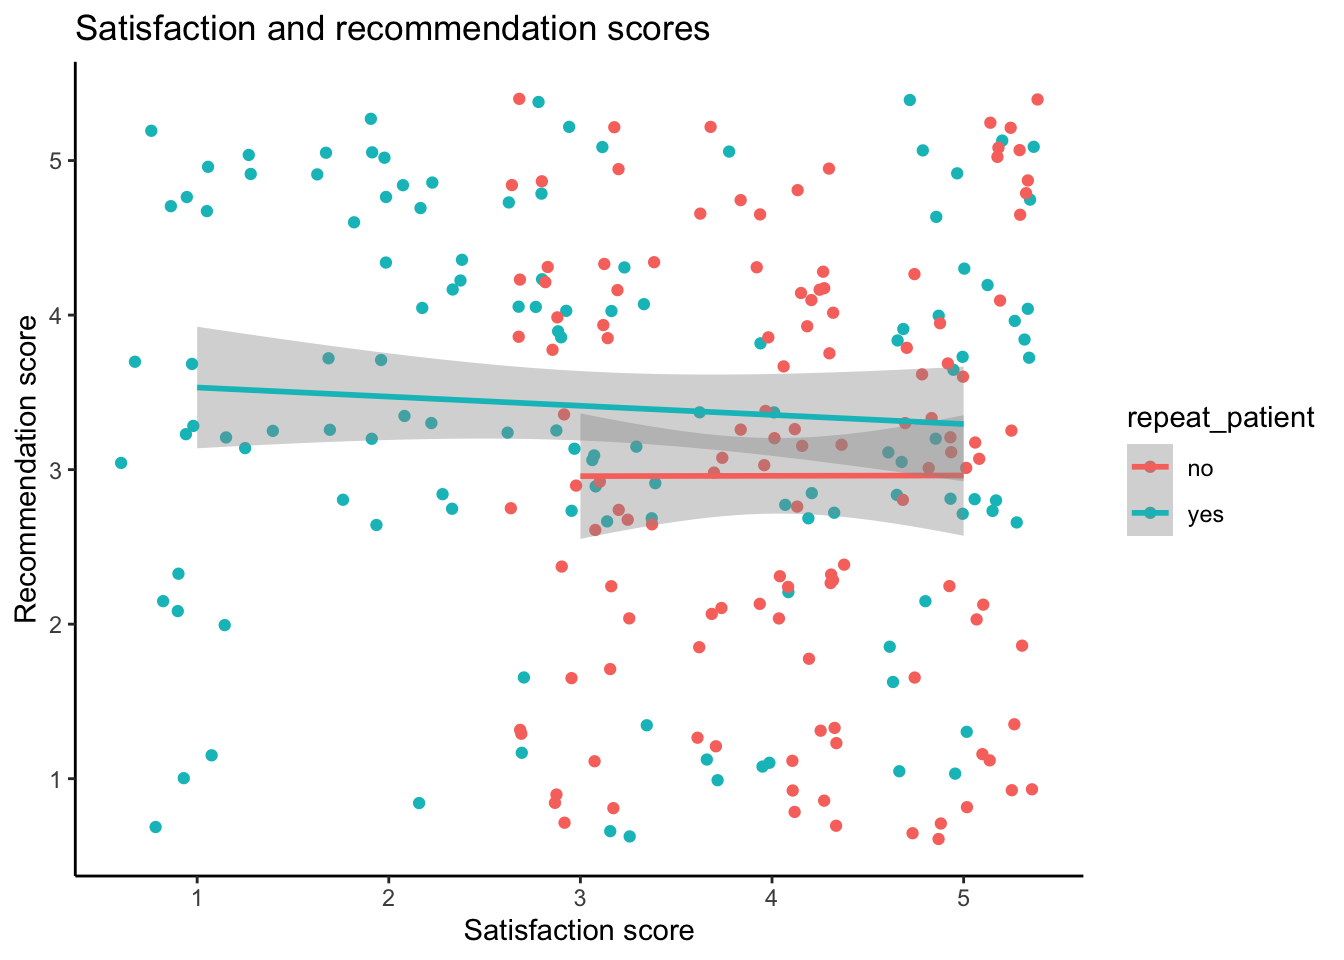 Satisfaction and recommendation scores
5
4
3
2
1
Recommendation score
1 2 3 4 5
Satisfaction score
repeat_patient
no
yes